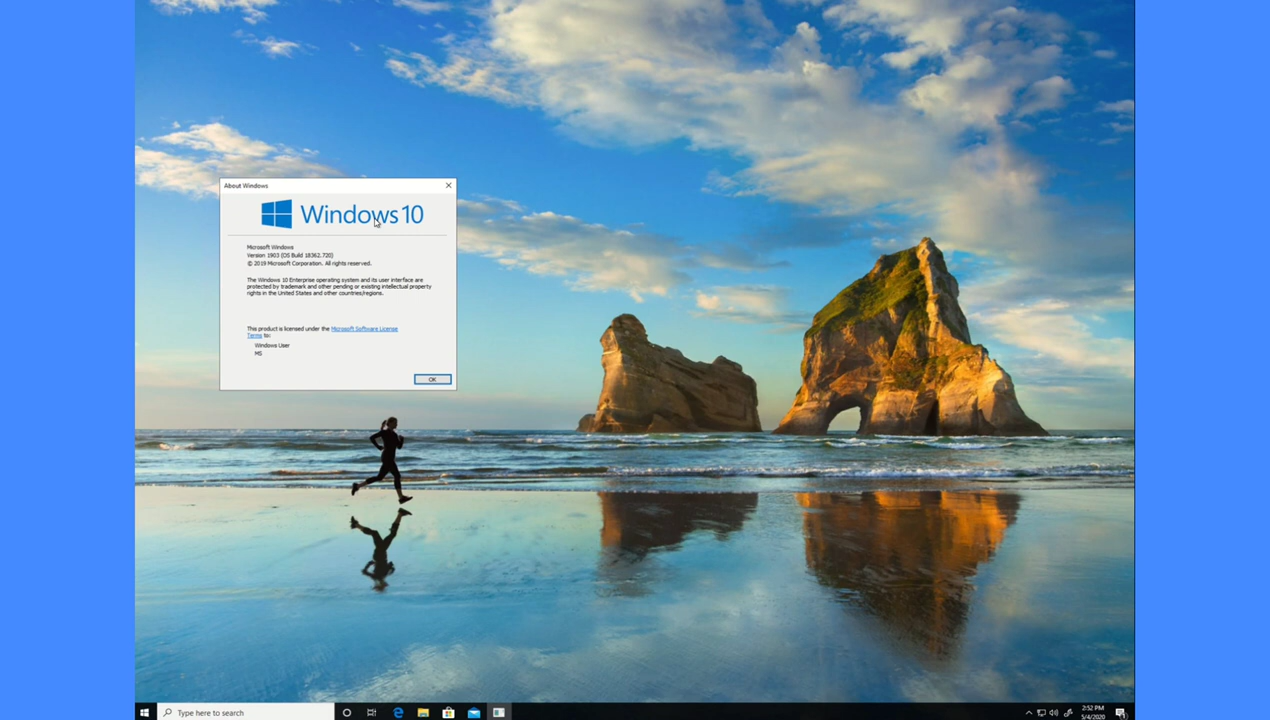 About Windows
Windows 10
Microsoft Windows
Version 1903 (OS Build 18362.720)
© 2019 Microsoft Corporation. All rights reserved.
The Windows 10 Enterprise operating system and its user interface are
protected by trademark and other pending or existing intellectual property
rights in the United States and other countries/regions.
This product is licensed under the Microsoft Software License
Terms to:
Windows User
MS
OK
Type here to search
2:52 PM
5/4/2020